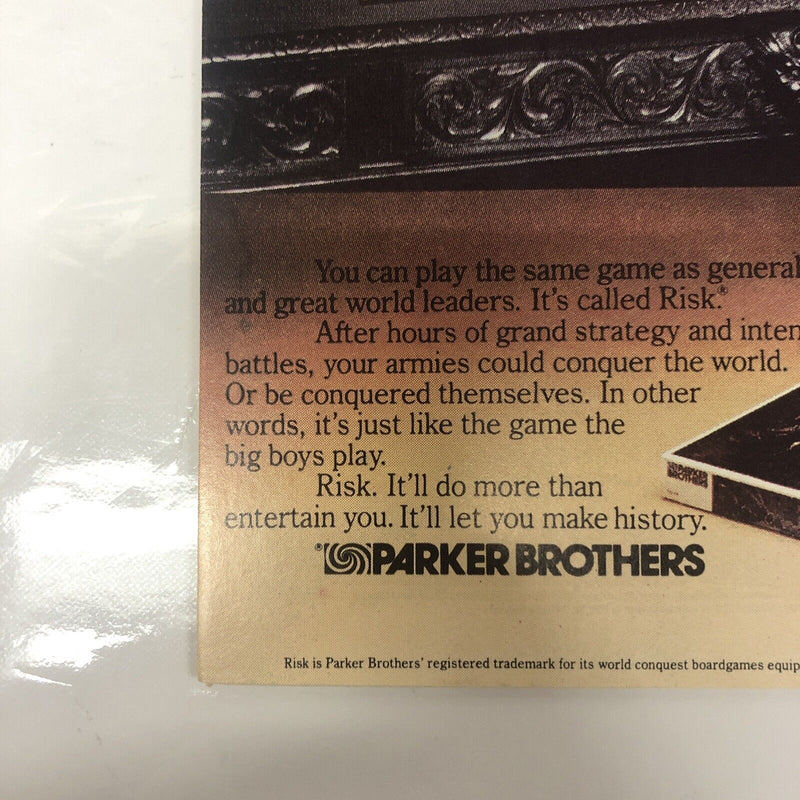 You can play the same game as general
and great world leaders. It's called Risk.®
After hours of grand strategy and inten
battles, your armies could conquer the world.
Or be conquered themselves. In other
words, it's just like the game the
big boys play.
Risk. It'll do more than
entertain you. It'll let you make history.
PARKER BROTHERS
®PARKER BROTHERS
Risk is Parker Brothers' registered trademark for its world conquest boardgames equip